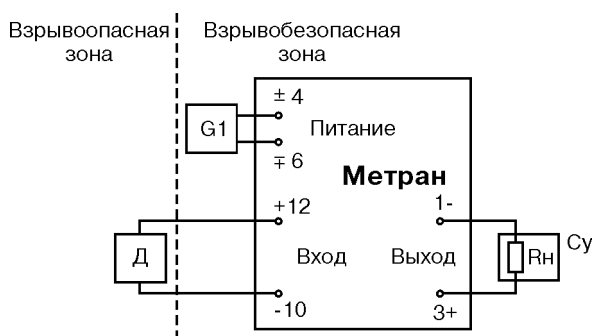 Взрывоопасная
зона
Взрывобезопасная
зона
± 4
G1
Питание
∓ 6
Метран
+12
1-
Д
Вход
Выход
Rн
Су
-10
3+